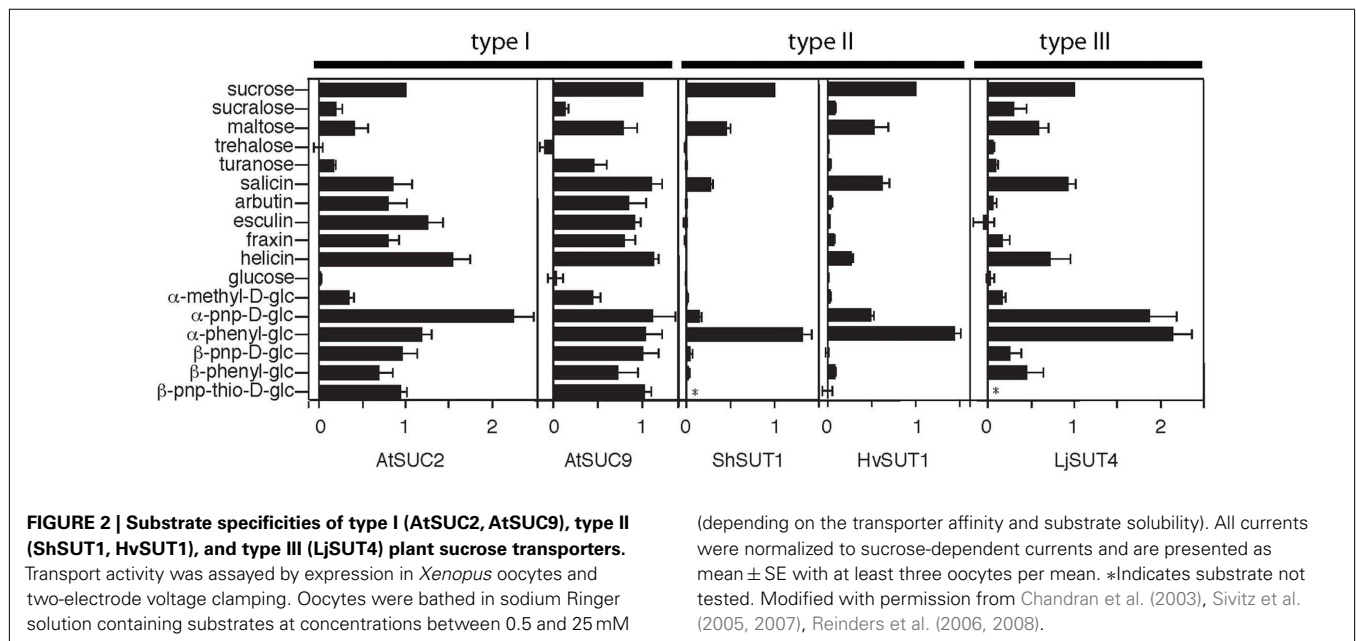 type I type II type III
sucrose
sucralose
maltose
trehalose
turanose
salicin
arbutin
esculin
fraxin
helicin
glucose
α-methyl-D-glc
α-pnp-D-glc
α-phenyl-glc
β-pnp-D-glc
β-phenyl-glc
β-pnp-thio-D-glc * *
0 1 2 0 1 0 1 0 1 0 1 2
AtSUC2 AtSUC9 ShSUT1 HvSUT1 LjSUT4
FIGURE 2 | Substrate specificities of type I (AtSUC2, AtSUC9), type II
(ShSUT1, HvSUT1), and type III (LjSUT4) plant sucrose transporters.
Transport activity was assayed by expression in Xenopus oocytes and
two-electrode voltage clamping. Oocytes were bathed in sodium Ringer
solution containing substrates at concentrations between 0.5 and 25 mM
(depending on the transporter affinity and substrate solubility). All currents
were normalized to sucrose-dependent currents and are presented as
mean ± SE with at least three oocytes per mean. *Indicates substrate not
tested. Modified with permission from Chandran et al. (2003), Sivitz et al.
(2005, 2007), Reinders et al. (2006, 2008).